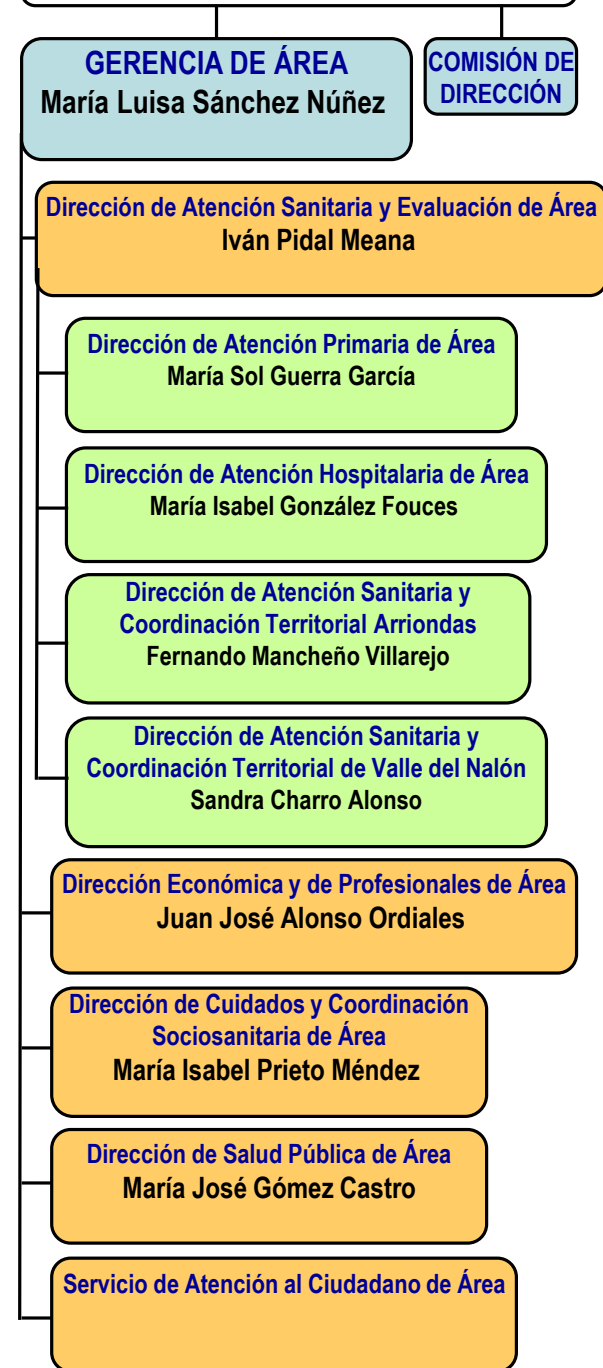 GERENCIA DE ÁREA
María Luisa Sánchez Núñez
COMISIÓN DE
DIRECCIÓN
Dirección de Atención Sanitaria y Evaluación de Área
Iván Pidal Meana
Dirección de Atención Primaria de Área
María Sol Guerra García
Dirección de Atención Hospitalaria de Área
María Isabel González Fouces
Dirección de Atención Sanitaria y
Coordinación Territorial Arriondas
Fernando Mancheño Villarejo
Dirección de Atención Sanitaria y
Coordinación Territorial de Valle del Nalón
Sandra Charro Alonso
Dirección Económica y de Profesionales de Área
Juan José Alonso Ordiales
Dirección de Cuidados y Coordinación
Sociosanitaria de Área
María Isabel Prieto Méndez
Dirección de Salud Pública de Área
María José Gómez Castro
Servicio de Atención al Ciudadano de Área